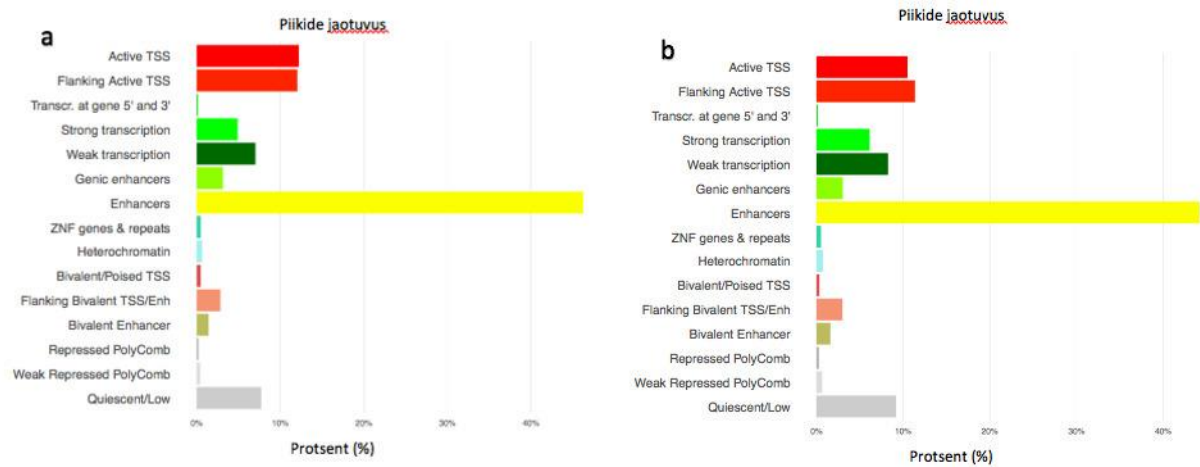 a
Piikide jaotuvus
Active TSS
Flanking Active TSS
Transcr. at gene 5' and 3'
Strong transcription
Weak transcription
Genic enhancers
Enhancers
ZNF genes & repeats
Heterochromatin
Bivalent/Poised TSS
Flanking Bivalent TSS/Enh
Bivalent Enhancer
Repressed PolyComb
Weak Repressed PolyComb
Quiescent/Low
0% 10% 20% 30% 40%
Protsent (%)
b
Piikide jaotuvus
Active TSS
Flanking Active TSS
Transcr. at gene 5' and 3'
Strong transcription
Weak transcription
Genic enhancers
Enhancers
ZNF genes & repeats
Heterochromatin
Bivalent/Poised TSS
Flanking Bivalent TSS/Enh
Bivalent Enhancer
Repressed PolyComb
Weak Repressed PolyComb
Quiescent/Low
0% 10% 20% 30% 40%
Protsent (%)